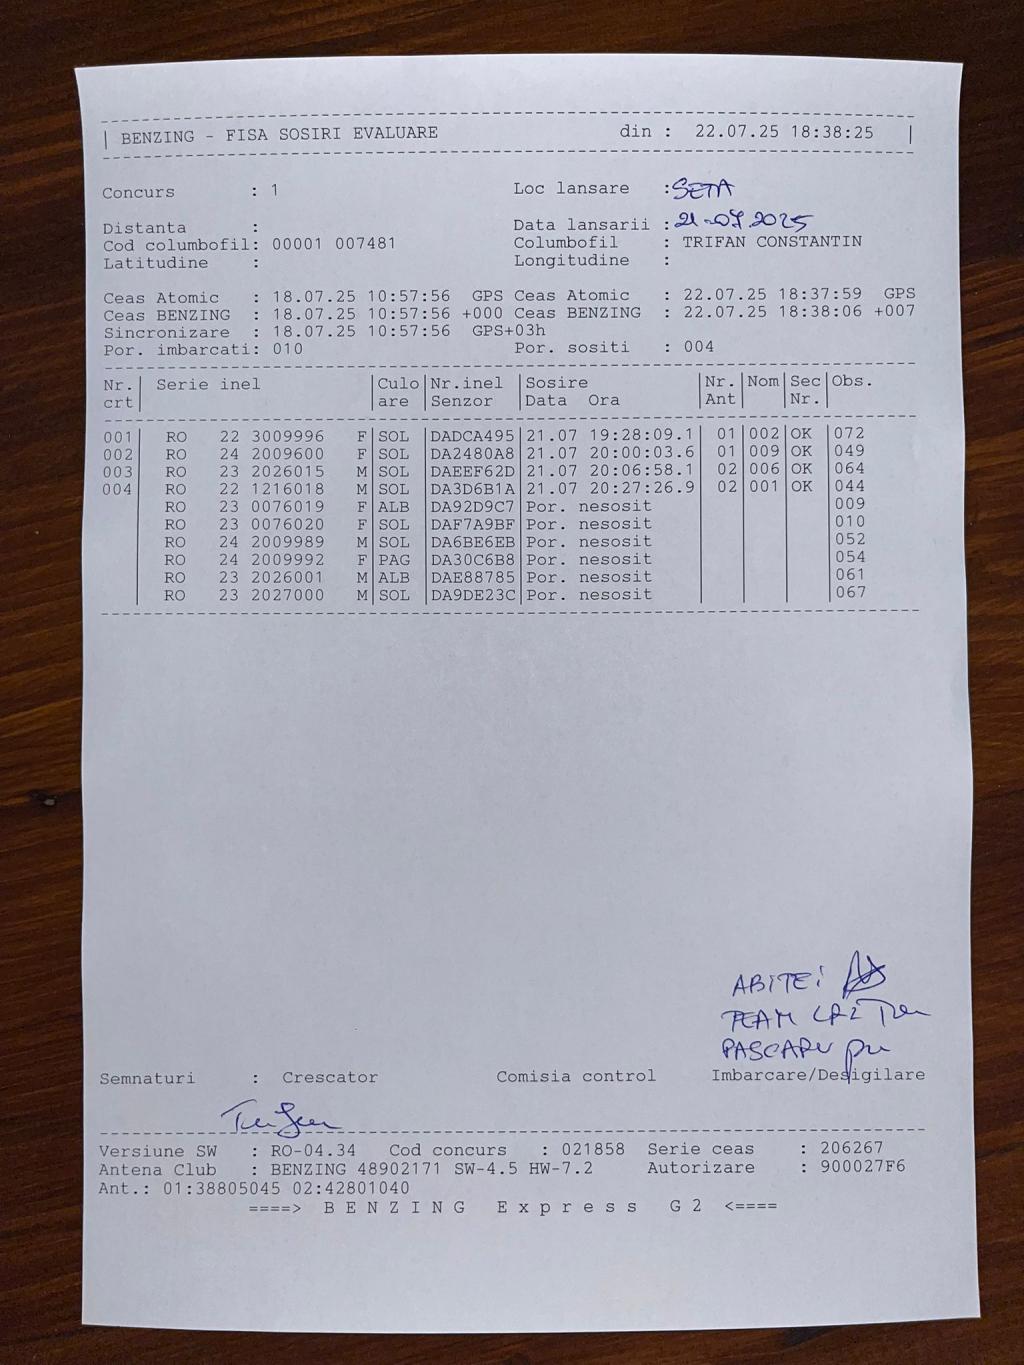 | BENZING - FISA SOSIRI EVALUARE din : 22.07.25 18:38:25 |
Concurs : 1 Loc lansare : SETA
Distanta : Data lansarii : 21-07.2025
Cod columbofil: 00001 007481 Columbofil : TRIFAN CONSTANTIN
Latitudine : Longitudine :
Ceas Atomic : 18.07.25 10:57:56 GPS Ceas Atomic : 22.07.25 18:37:59 GPS
Ceas BENZING : 18.07.25 10:57:56 +000 Ceas BENZING : 22.07.25 18:38:06 +007
Sincronizare : 18.07.25 10:57:56 GPS+03h
Por. imbarcati: 010 Por. sositi : 004
Nr. | Serie inel | Culo | Nr.inel | Sosire | Nr. | Nom | Sec | Obs.
crt | | are | Senzor | Data Ora | Ant | | Nr. |
001 | RO 22 3009996 F | SOL | DADCA495 | 21.07 19:28:09.1 | 01 | 002 | OK | 072
002 | RO 24 2009600 F | SOL | DA2480A8 | 21.07 20:00:03.6 | 01 | 009 | OK | 049
003 | RO 23 2026015 M | SOL | DAEEF62D | 21.07 20:06:58.1 | 02 | 006 | OK | 064
004 | RO 22 1216018 M | SOL | DA3D6B1A | 21.07 20:27:26.9 | 02 | 001 | OK | 044
| RO 23 0076019 F | ALB | DA92D9C7 | Por. nesosit | | | | 009
| RO 23 0076020 F | SOL | DAF7A9BF | Por. nesosit | | | | 010
| RO 24 2009989 M | SOL | DA6BE6EB | Por. nesosit | | | | 052
| RO 24 2009992 F | PAG | DA30C6B8 | Por. nesosit | | | | 054
| RO 23 2026001 M | ALB | DAE88785 | Por. nesosit | | | | 061
| RO 23 2027000 M | SOL | DA9DE23C | Por. nesosit | | | | 067
ABITEI
TEAM
PASCARU
Semnaturi : Crescator Comisia control Imbarcare/Desigilare
Versiune SW : RO-04.34 Cod concurs : 021858 Serie ceas : 206267
Antena Club : BENZING 48902171 SW-4.5 HW-7.2 Autorizare : 900027F6
Ant.: 01:38805045 02:42801040
====> B E N Z I N G E x p r e s s G 2 <====